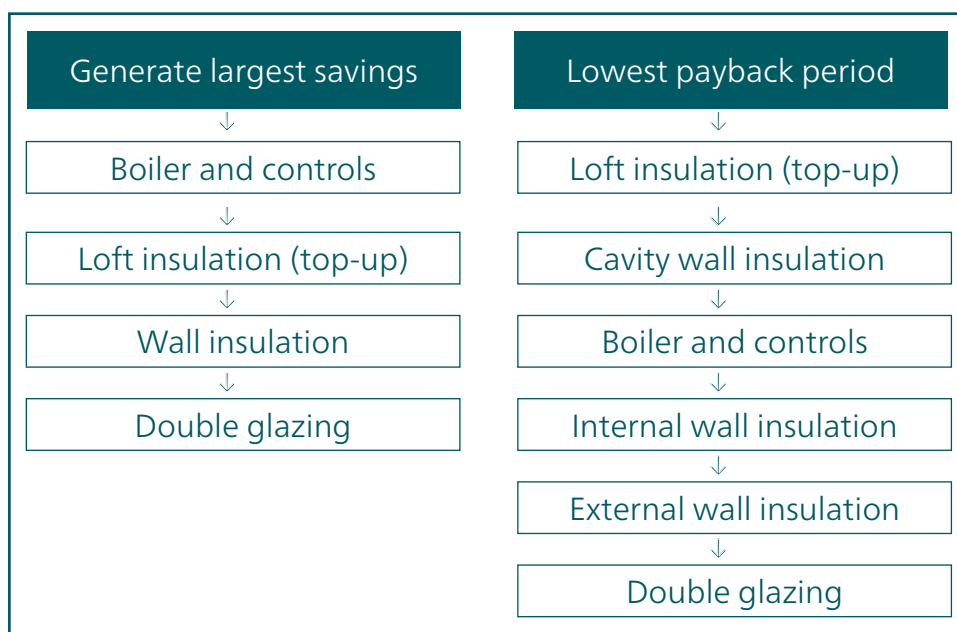 Generate largest savings
Boiler and controls
Loft insulation (top-up)
Wall insulation
Double glazing
Lowest payback period
Loft insulation (top-up)
Cavity wall insulation
Boiler and controls
Internal wall insulation
External wall insulation
Double glazing